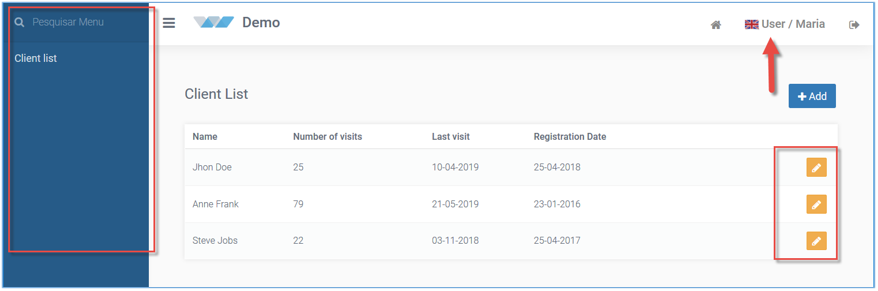 Pesquisar Menu
Demo
User / Maria
Client list
Client List
+ Add
Name Number of visits Last visit Registration Date
Jhon Doe 25 10-04-2019 25-04-2018
Anne Frank 79 21-05-2019 23-01-2016
Steve Jobs 22 03-11-2018 25-04-2017